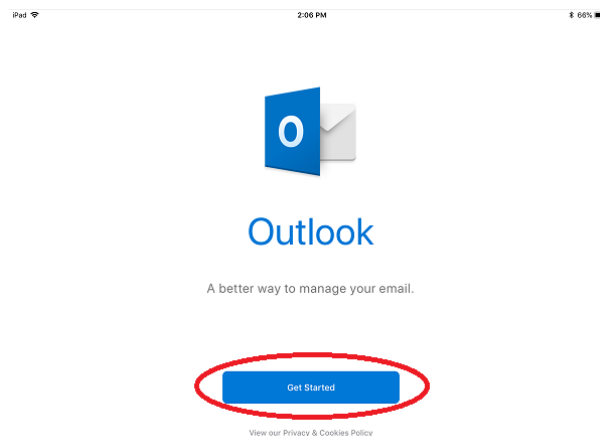 iPad 2:06 PM 66%
O
Outlook
A better way to manage your email.
Get Started
View our Privacy & Cookies Policy